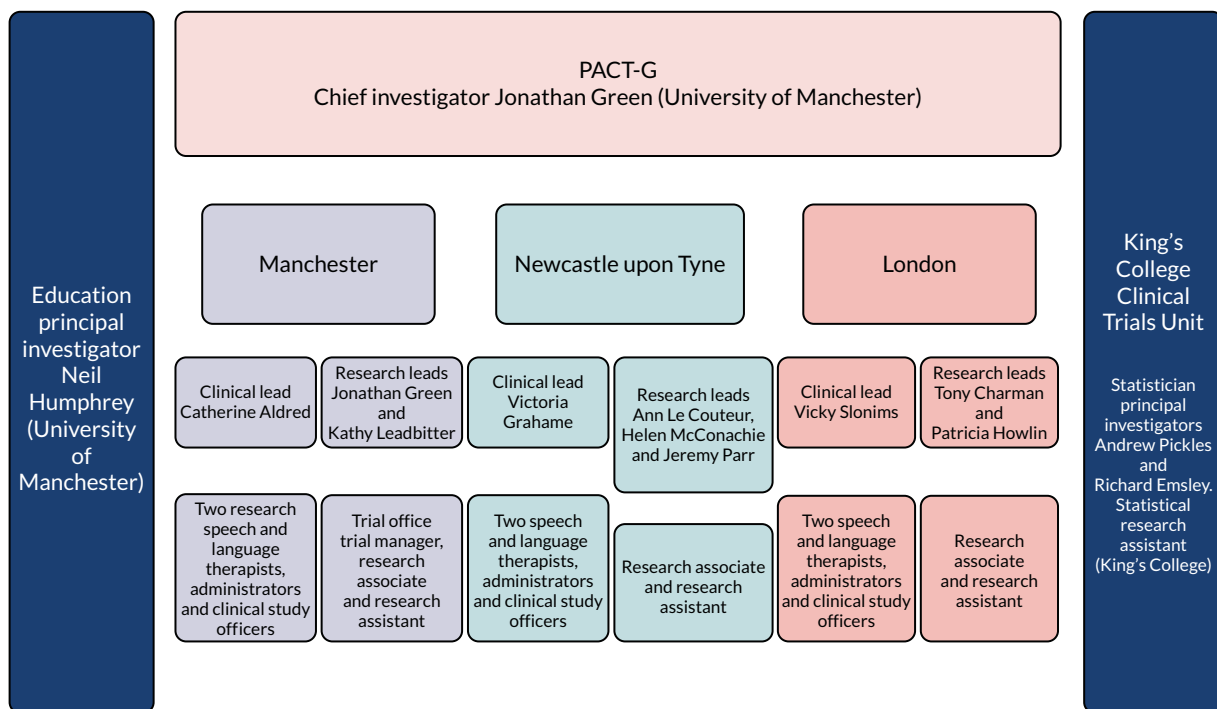 PACT-G
Chief investigator Jonathan Green (University of Manchester)
Education
principal
investigator
Neil
Humphrey
(University
of
Manchester)
Manchester
Newcastle upon Tyne
London
King’s
College
Clinical
Trials Unit
Statistician
principal
investigators
Andrew Pickles
and
Richard Emsley.
Statistical
research
assistant
(King’s College)
Clinical lead
Catherine Aldred
Research leads
Jonathan Green
and
Kathy Leadbitter
Clinical lead
Victoria
Grahame
Research leads
Ann Le Couteur,
Helen McConachie
and Jeremy Parr
Clinical lead
Vicky Slonims
Research leads
Tony Charman
and
Patricia Howlin
Two research
speech and
language
therapists,
administrators
and clinical study
officers
Trial office
trial manager,
research
associate
and research
assistant
Two speech
and language
therapists,
administrators
and clinical study
officers
Research associate
and research
assistant
Two speech
and language
therapists,
administrators
and clinical study
officers
Research
associate
and research
assistant